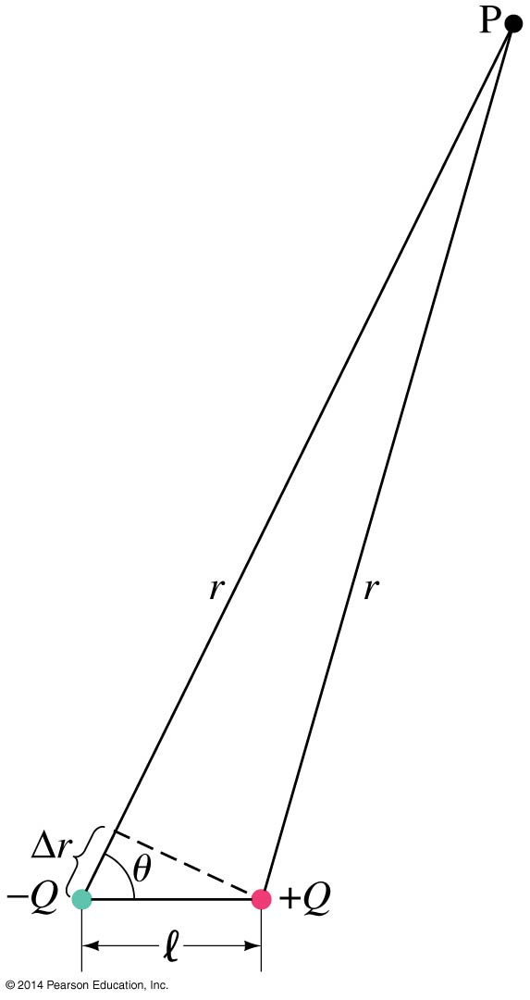 P
r
r
Δr
θ
−Q
+Q
ℓ
© 2014 Pearson Education, Inc.